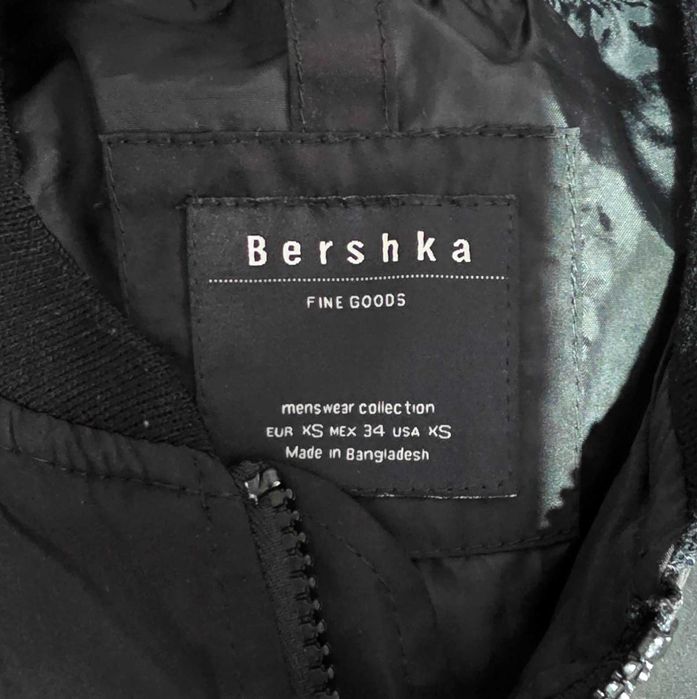 Bershka
FINE GOODS
menswear collection
EUR XS MEX 34 USA XS
Made in Bangladesh